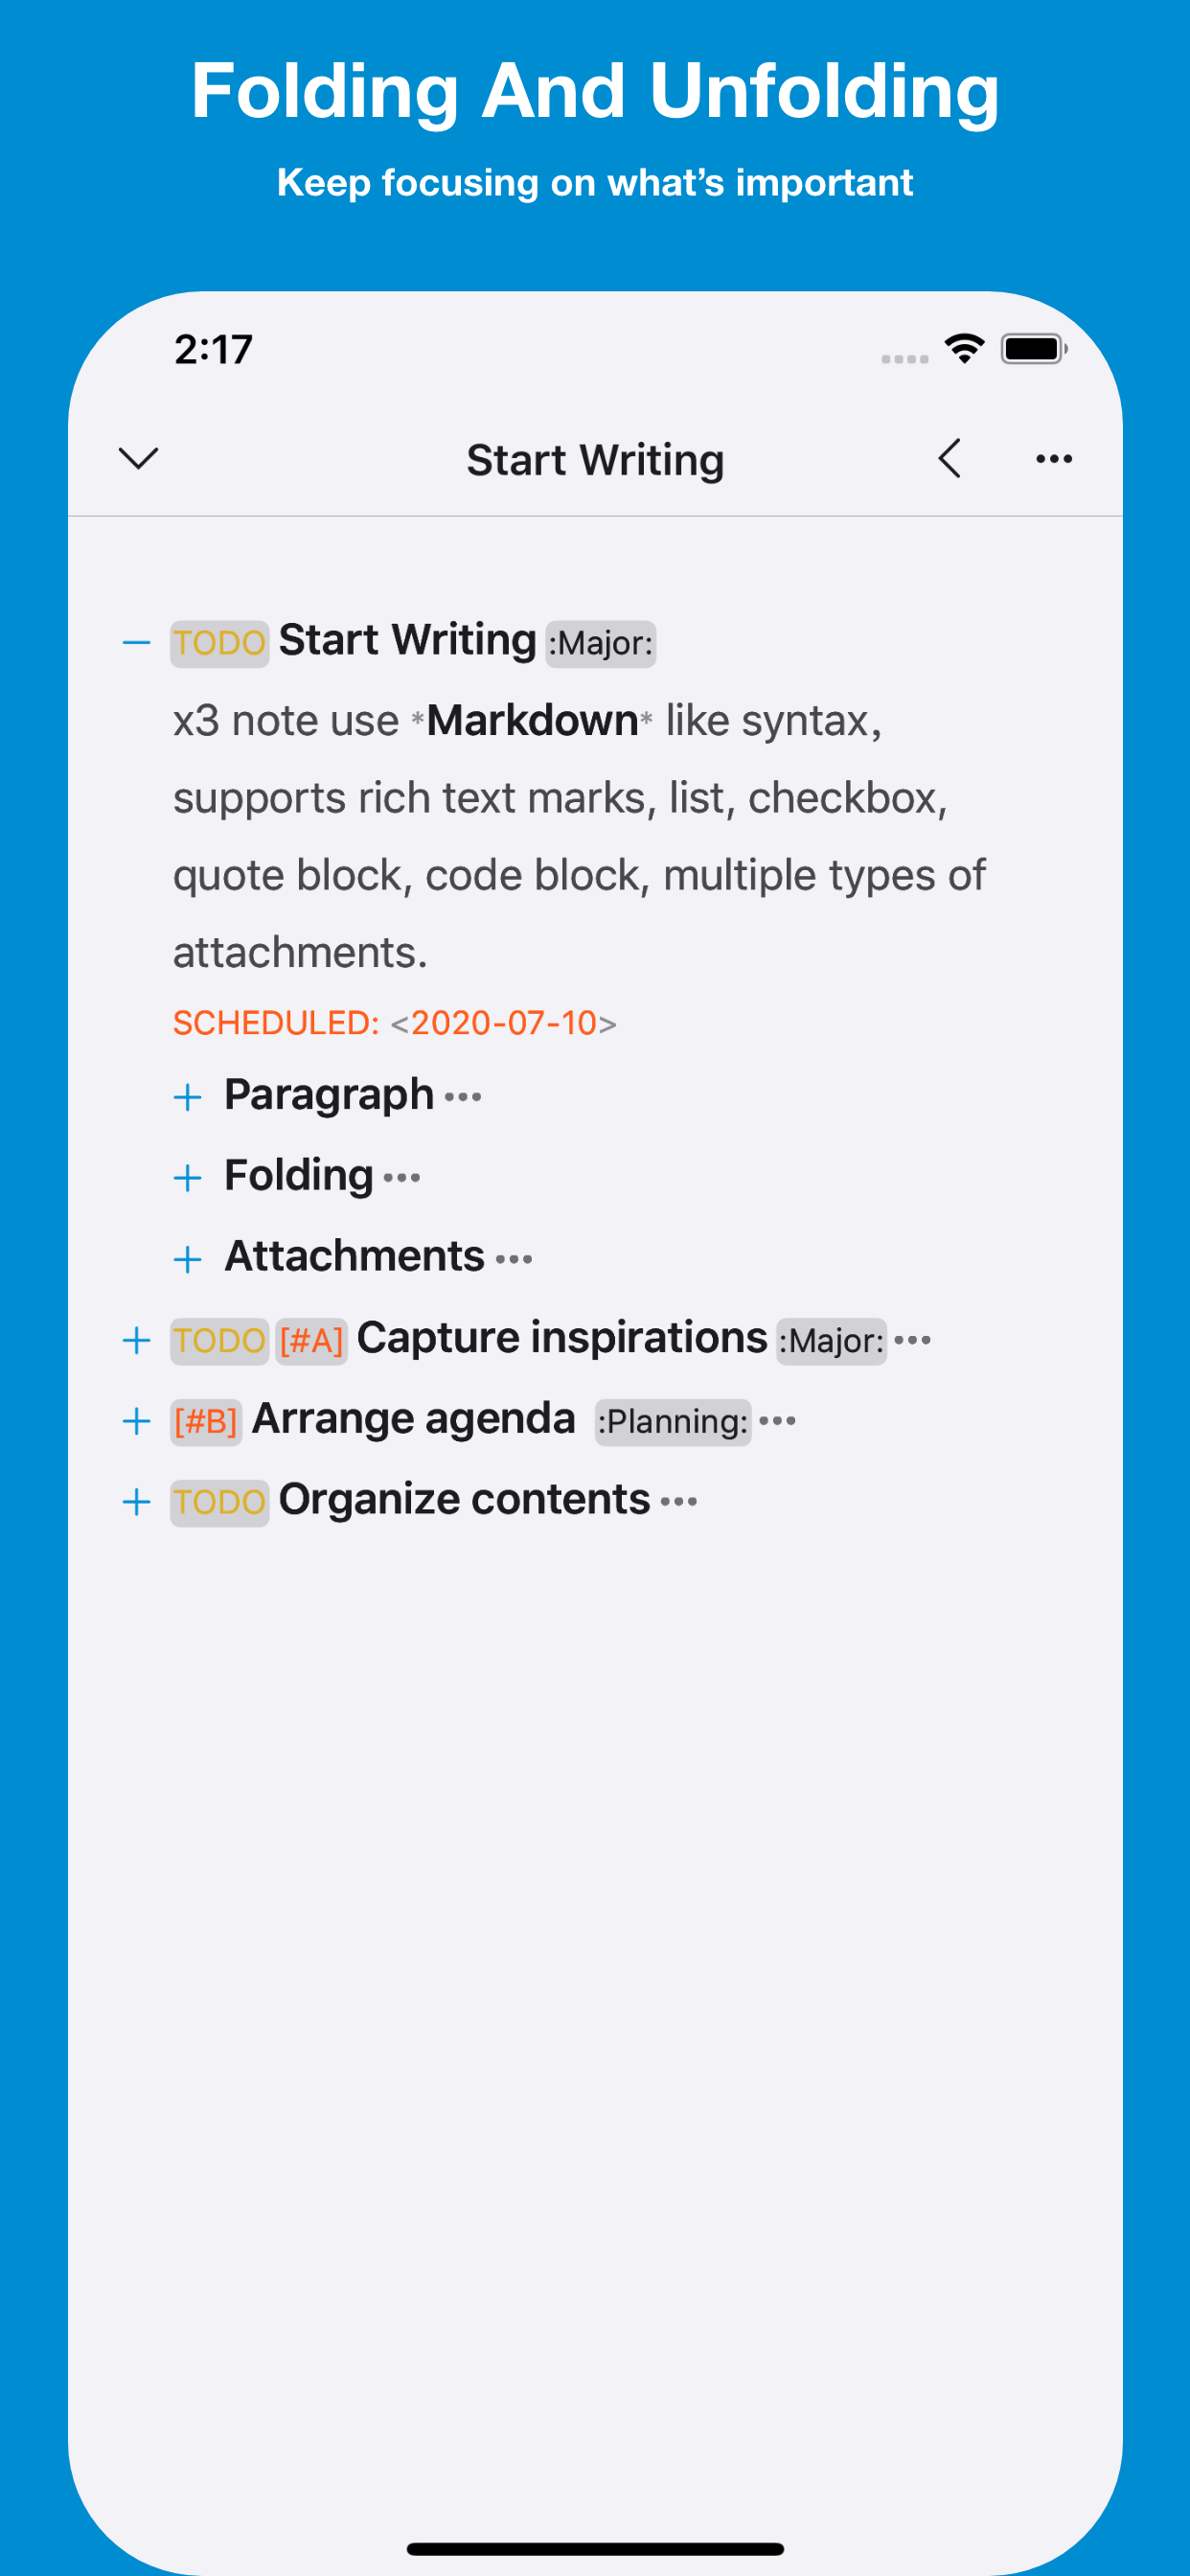 Folding And Unfolding
Keep focusing on what's important
2:17
Start Writing
TODO Start Writing :Major:
x3 note use *Markdown* like syntax,
supports rich text marks, list, checkbox,
quote block, code block, multiple types of
attachments.
SCHEDULED: <2020-07-10>
+ Paragraph •••
+ Folding •••
+ Attachments •••
+ TODO [#A] Capture inspirations :Major: •••
+ [#B] Arrange agenda :Planning: •••
+ TODO Organize contents •••